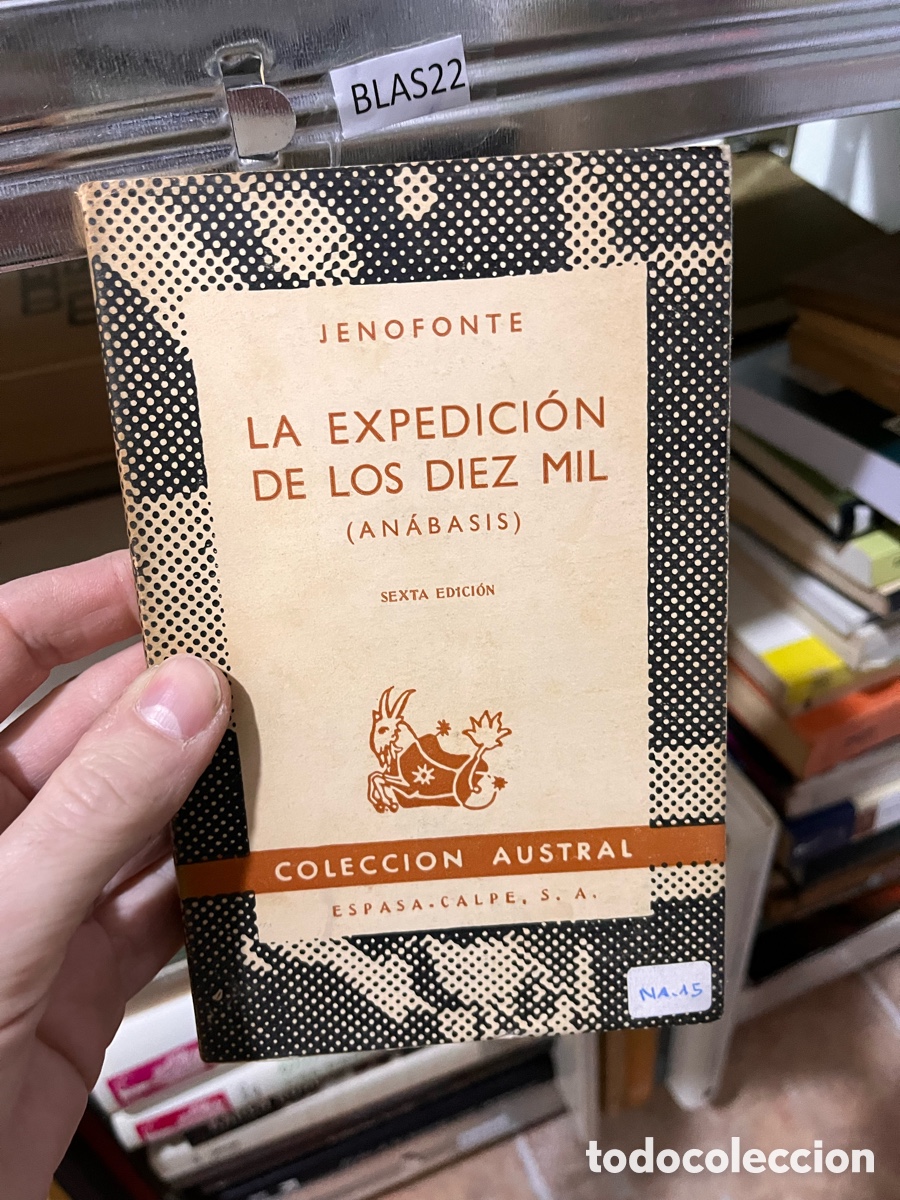 BLAS22
JENOFONTE
LA EXPEDICIÓN
DE LOS DIEZ MIL
(ANÁBASIS)
SEXTA EDICIÓN
COLECCION AUSTRAL
ESPASA-CALPE, S. A.
NA-15
todocoleccion